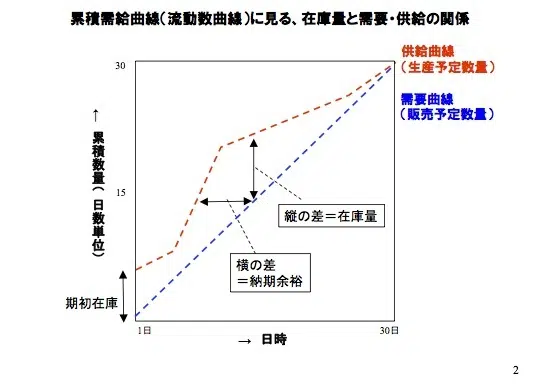 累積需給曲線(流動数曲線)に見る、在庫量と需要・供給の関係
供給曲線
(生産予定数量)
需要曲線
(販売予定数量)
30
15
↑ 累積数量(日数単位)
縦の差=在庫量
横の差
=納期余裕
期初在庫
1日
30日
→ 日時
2